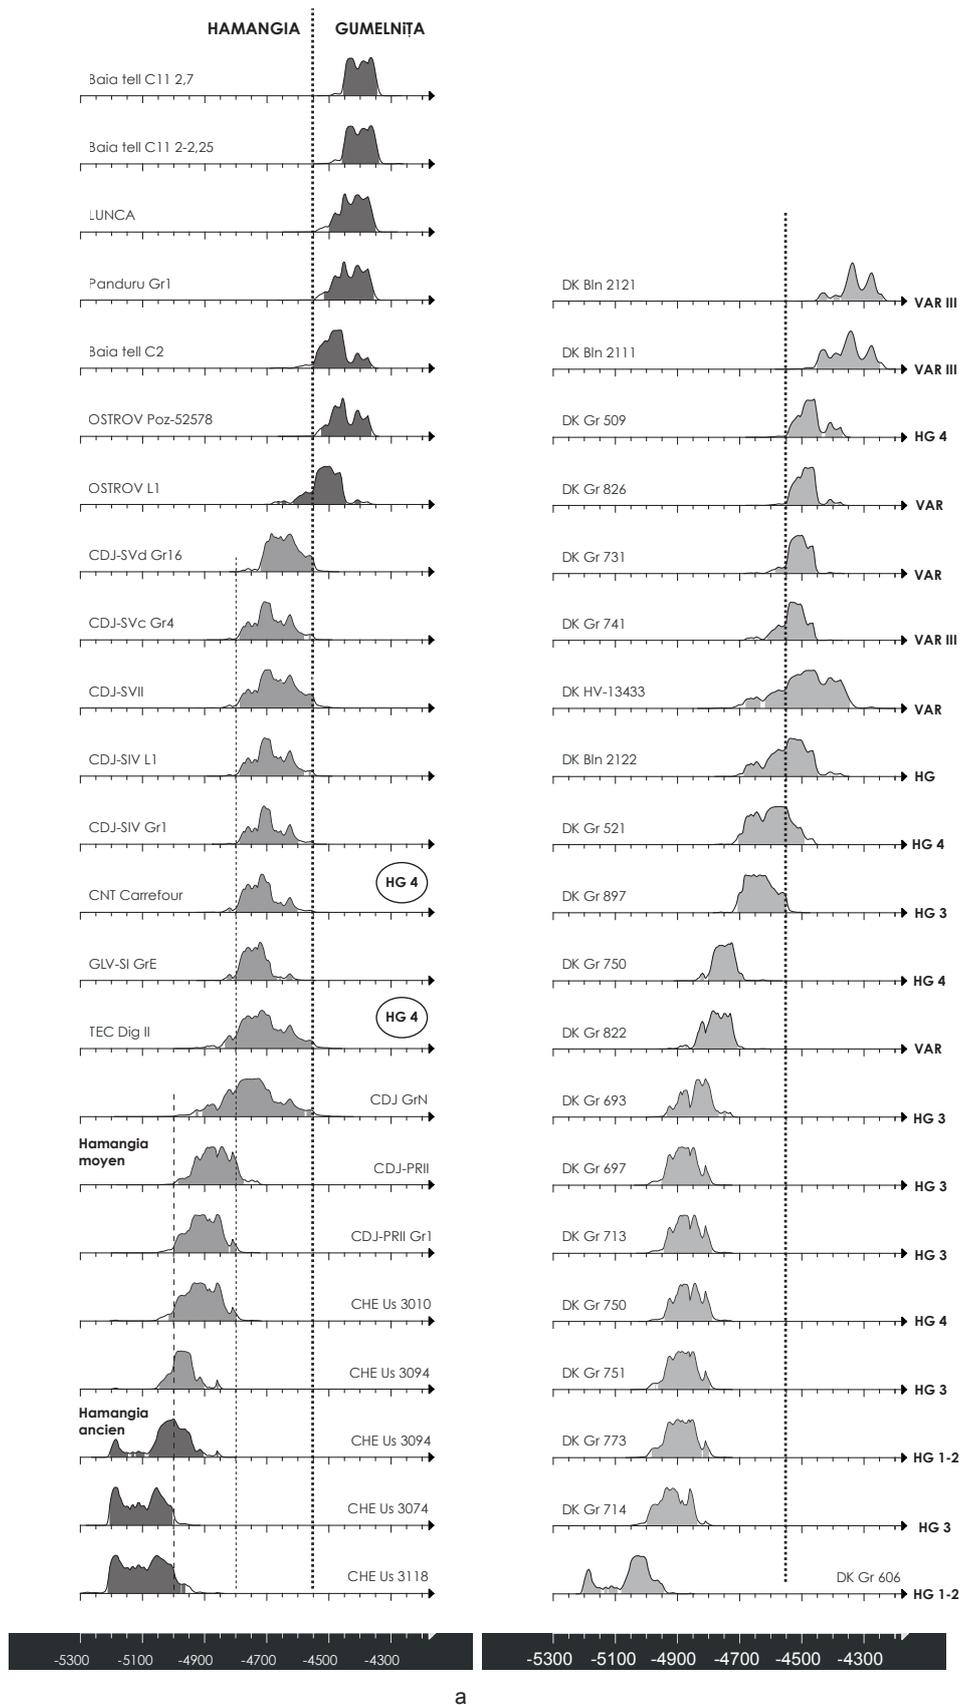 HAMANGIA GUMELNIȚA
Baia tell C11 2,7
Baia tell C11 2-2,25
LUNCA
Panduru Gr1
Baia tell C2
OSTROV Poz-52578
OSTROV L1
CDJ-SVd Gr16
CDJ-SVc Gr4
CDJ-SVII
CDJ-SIV L1
CDJ-SIV Gr1
CNT Carrefour
HG 4
GLV-SI GrE
TEC Dig II
HG 4
CDJ GrN
Hamangia
moyen
CDJ-PRII
CDJ-PRII Gr1
CHE Us 3010
CHE Us 3094
Hamangia
ancien
CHE Us 3094
CHE Us 3074
CHE Us 3118
-5300 -5100 -4900 -4700 -4500 -4300
DK Bln 2121
VAR III
DK Bln 2111
VAR III
DK Gr 509
HG 4
DK Gr 826
VAR
DK Gr 731
VAR
DK Gr 741
VAR III
DK HV-13433
VAR
DK Bln 2122
HG
DK Gr 521
HG 4
DK Gr 897
HG 3
DK Gr 750
HG 4
DK Gr 822
VAR
DK Gr 693
HG 3
DK Gr 697
HG 3
DK Gr 713
HG 3
DK Gr 750
HG 4
DK Gr 751
HG 3
DK Gr 773
HG 1-2
DK Gr 714
HG 3
DK Gr 606
HG 1-2
-5300 -5100 -4900 -4700 -4500 -4300
a